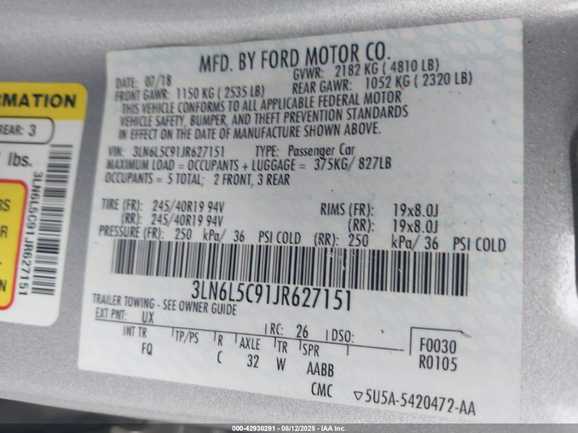 MFD. BY FORD MOTOR CO.
DATE: 07/18 GVWR: 2182 KG ( 4810 LB)
FRONT GAWR: 1150 KG ( 2535 LB) REAR GAWR: 1052 KG ( 2320 LB)
THIS VEHICLE CONFORMS TO ALL APPLICABLE FEDERAL MOTOR
VEHICLE SAFETY, BUMPER, AND THEFT PREVENTION STANDARDS
IN EFFECT ON THE DATE OF MANUFACTURE SHOWN ABOVE.
VIN: 3LN6L5C91JR627151 TYPE: Passenger Car
MAXIMUM LOAD = OCCUPANTS + LUGGAGE = 375KG/ 827LB
OCCUPANTS = 5 TOTAL; 2 FRONT, 3 REAR
TIRE (FR): 245/40R19 94V RIMS (FR): 19x8.0J
(RR): 245/40R19 94V (RR): 19x8.0J
PRESSURE (FR): 250 kPa/ 36 PSI COLD (RR): 250 kPa/ 36 PSI COLD
3LN6L5C91JR627151
TRAILER TOWING - SEE OWNER GUIDE
EXT PNT: UX RC: 26 DSO:
INT TR TP/PS R AXLE TR SPR F0030
FQ C 32 W AABB R0105
CMC ▽5U5A-5420472-AA
ORMATION
REAR: 3
lbs.
3LN6L5C91JR627151
000-42930291 - 08/12/2025 - IAA Inc.